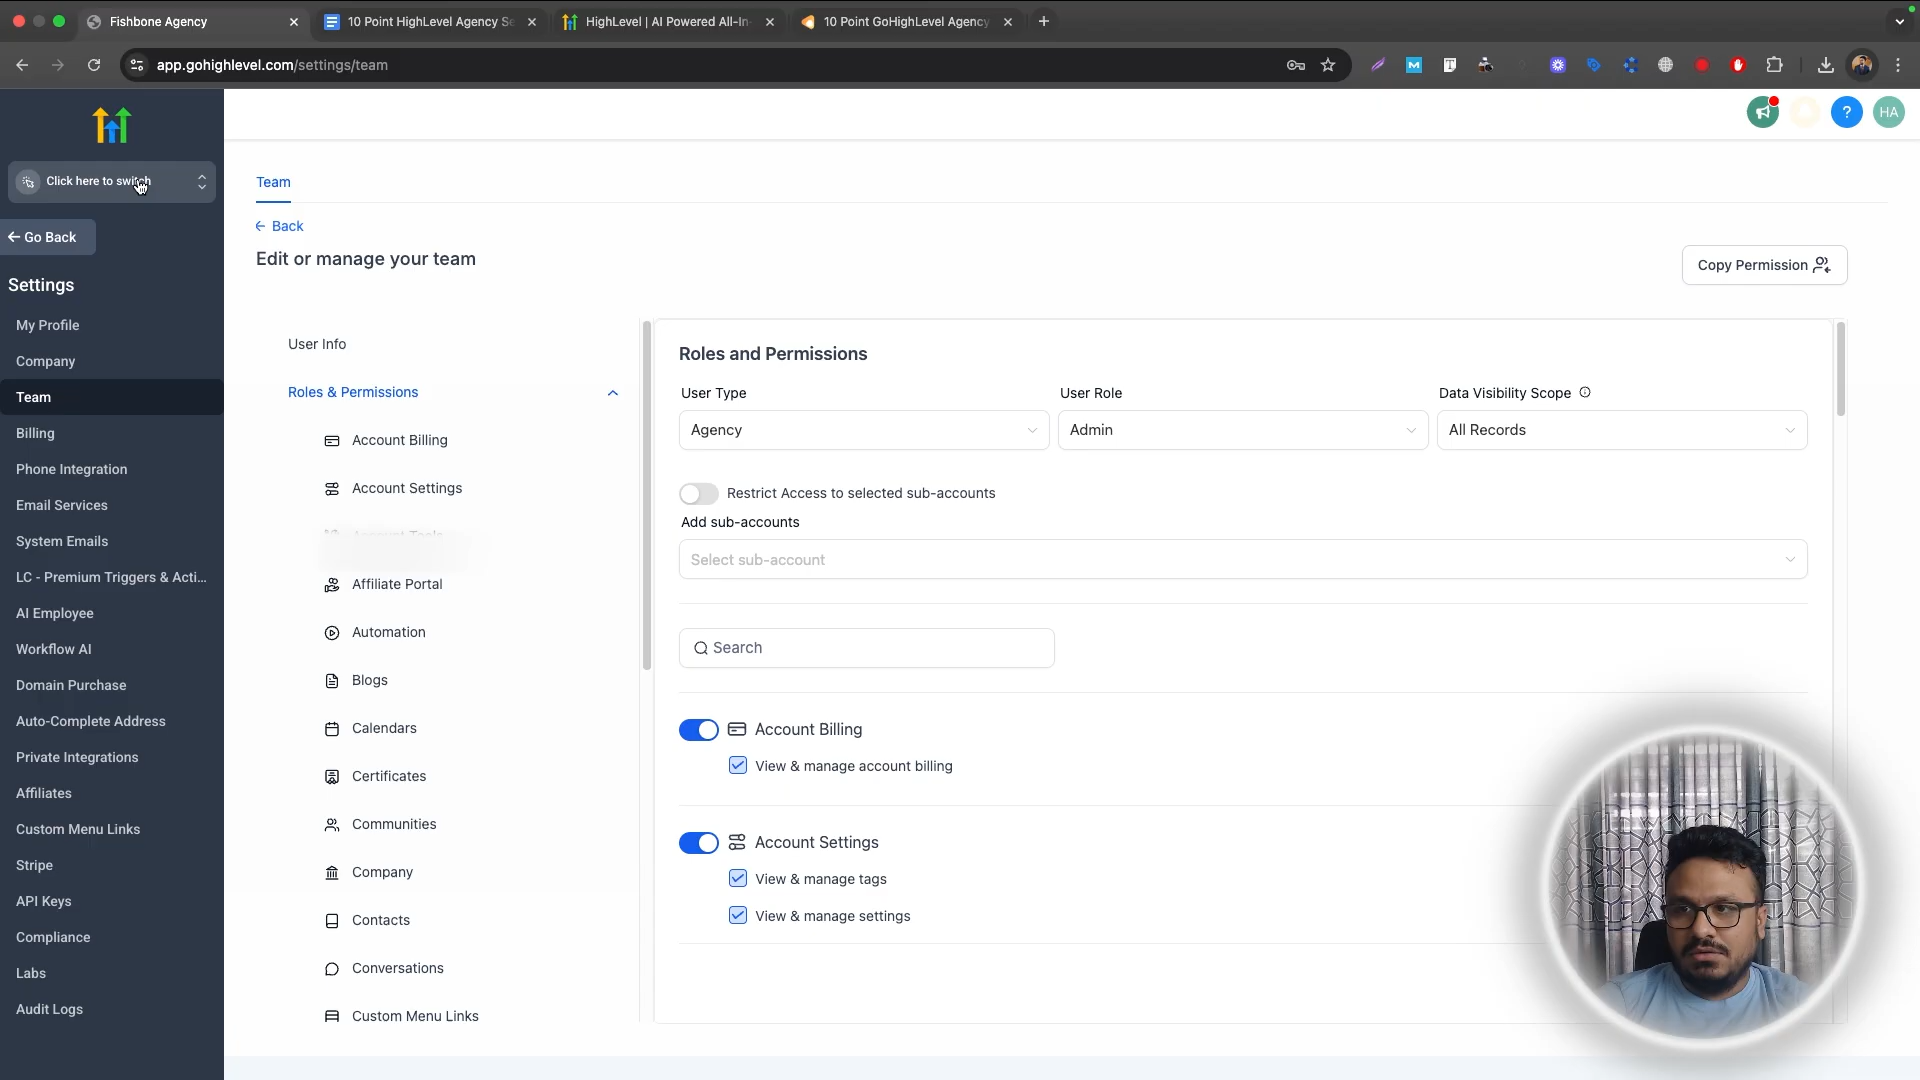 Fishbone Agency
10 Point HighLevel Agency Se
HighLevel | AI Powered All-In-
10 Point GoHighLevel Agency
app.gohighlevel.com/settings/team
HA
Click here to switch
Go Back
Settings
My Profile
Company
Team
Billing
Phone Integration
Email Services
System Emails
LC - Premium Triggers & Acti...
AI Employee
Workflow AI
Domain Purchase
Auto-Complete Address
Private Integrations
Affiliates
Custom Menu Links
Stripe
API Keys
Compliance
Labs
Audit Logs
Team
Back
Edit or manage your team
Copy Permission
User Info
Roles & Permissions
Account Billing
Account Settings
Account Tools
Affiliate Portal
Automation
Blogs
Calendars
Certificates
Communities
Company
Contacts
Conversations
Custom Menu Links
Roles and Permissions
User Type
User Role
Data Visibility Scope
Agency
Admin
All Records
Restrict Access to selected sub-accounts
Add sub-accounts
Select sub-account
Search
Account Billing
View & manage account billing
Account Settings
View & manage tags
View & manage settings